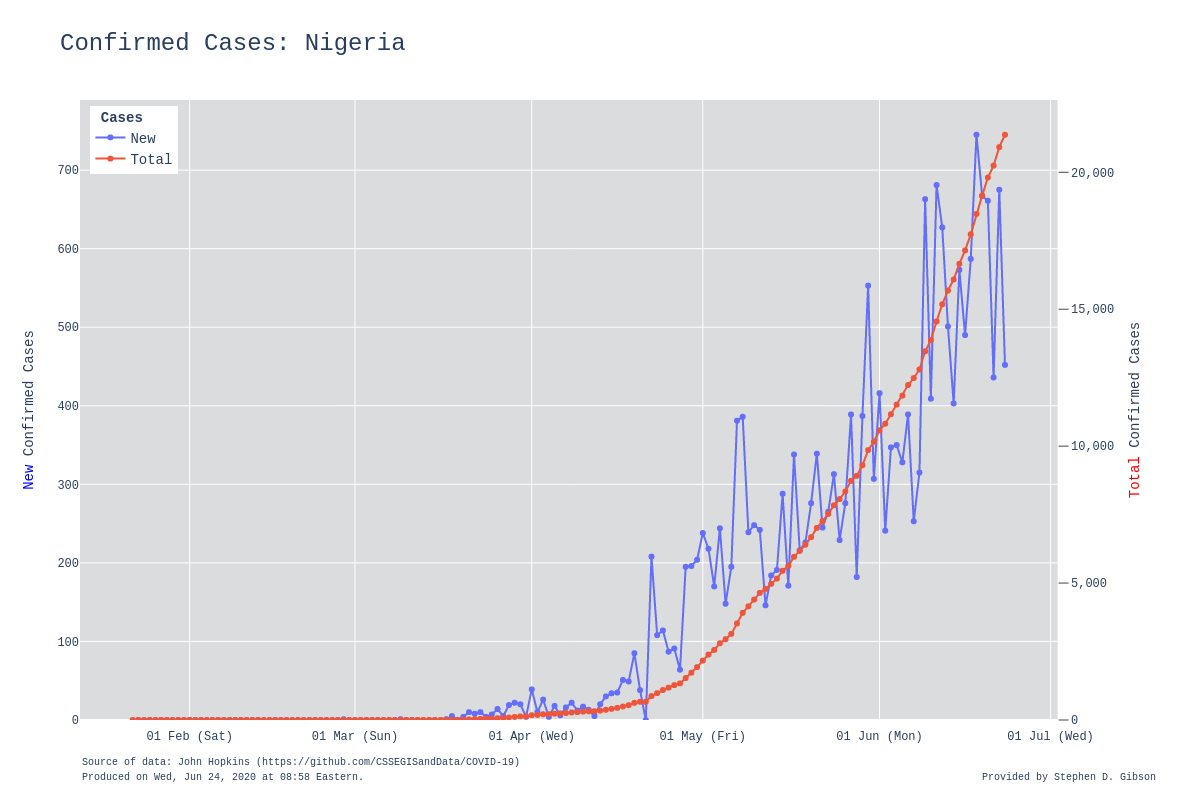 Confirmed Cases: Nigeria
Cases
New
Total
700
600
500
400
300
200
100
0
New Confirmed Cases
20,000
15,000
10,000
5,000
0
Total Confirmed Cases
01 Feb (Sat) 01 Mar (Sun) 01 Apr (Wed) 01 May (Fri) 01 Jun (Mon) 01 Jul (Wed)
Source of data: John Hopkins (https://github.com/CSSEGISandData/COVID-19)
Produced on Wed, Jun 24, 2020 at 08:58 Eastern.
Provided by Stephen D. Gibson